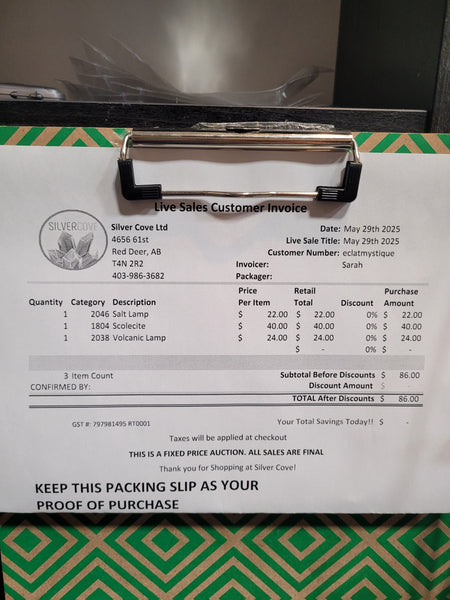 Live Sales Customer Invoice
SILVERCOVE
Silver Cove Ltd
4656 61st
Red Deer, AB
T4N 2R2
403-986-3682
Date: May 29th 2025
Live Sale Title: May 29th 2025
Customer Number: eclatmystique
Invoicer: Sarah
Packager:
Quantity Category Description Price Per Item Retail Total Discount Purchase Amount
1 2046 Salt Lamp $ 22.00 $ 22.00 0% $ 22.00
1 1804 Scolecite $ 40.00 $ 40.00 0% $ 40.00
1 2038 Volcanic Lamp $ 24.00 $ 24.00 0% $ 24.00
$ - 0% $ -
3 Item Count Subtotal Before Discounts $ 86.00
CONFIRMED BY: Discount Amount $ -
TOTAL After Discounts $ 86.00
GST #: 797981495 RT0001 Your Total Savings Today!! $ -
Taxes will be applied at checkout
THIS IS A FIXED PRICE AUCTION. ALL SALES ARE FINAL
Thank you for Shopping at Silver Cove!
KEEP THIS PACKING SLIP AS YOUR
PROOF OF PURCHASE